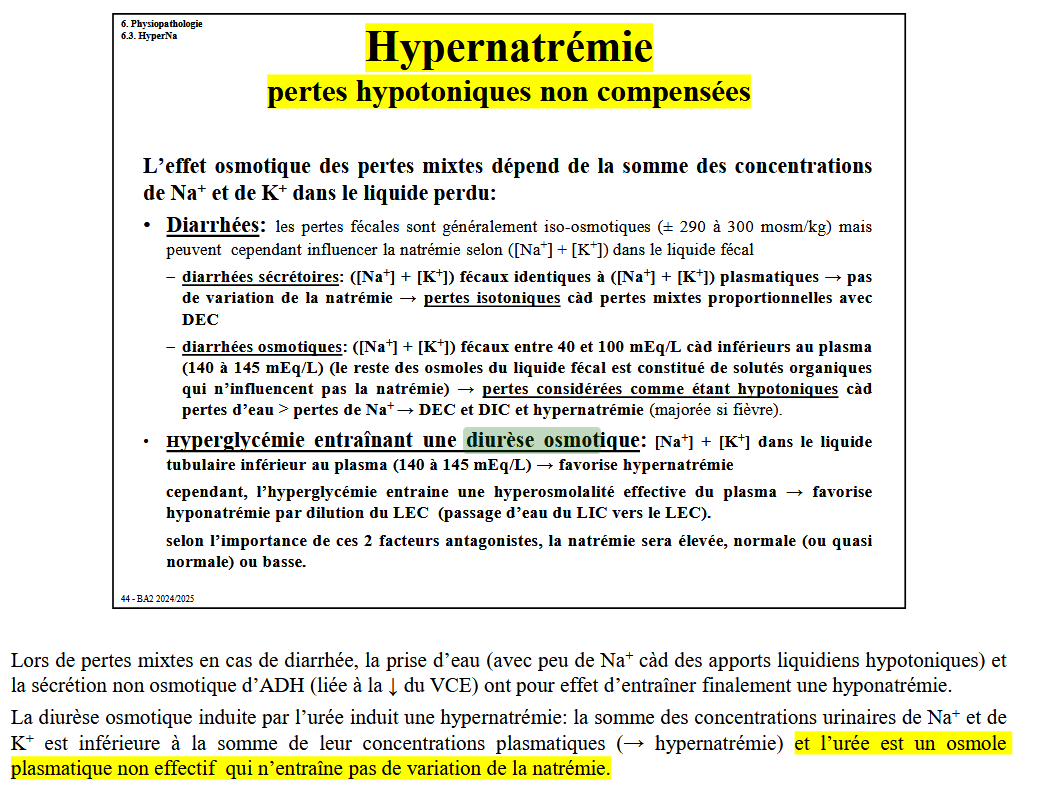 6. Physiopathologie
6.3. HyperNa
Hypernatrémie
pertes hypotoniques non compensées
L’effet osmotique des pertes mixtes dépend de la somme des concentrations
de Na⁺ et de K⁺ dans le liquide perdu:
• Diarrhées: les pertes fécales sont généralement iso-osmotiques (± 290 à 300 mosm/kg) mais
peuvent cependant influencer la natrémie selon ([Na⁺] + [K⁺]) dans le liquide fécal
– diarrhées sécrétoires: ([Na⁺] + [K⁺]) fécaux identiques à ([Na⁺] + [K⁺]) plasmatiques → pas
de variation de la natrémie → pertes isotoniques càd pertes mixtes proportionnelles avec
DEC
– diarrhées osmotiques: ([Na⁺] + [K⁺]) fécaux entre 40 et 100 mEq/L càd inférieurs au plasma
(140 à 145 mEq/L) (le reste des osmoles du liquide fécal est constitué de solutés organiques
qui n’influencent pas la natrémie) → pertes considérées comme étant hypotoniques càd
pertes d’eau > pertes de Na⁺ → DEC et DIC et hypernatrémie (majorée si fièvre).
• Hyperglycémie entraînant une diurèse osmotique: [Na⁺] + [K⁺] dans le liquide
tubulaire inférieur au plasma (140 à 145 mEq/L) → favorise hypernatrémie
cependant, l’hyperglycémie entraine une hyperosmolalité effective du plasma → favorise
hyponatrémie par dilution du LEC (passage d’eau du LIC vers le LEC).
selon l’importance de ces 2 facteurs antagonistes, la natrémie sera élevée, normale (ou quasi
normale) ou basse.
44 - BA2 2024/2025
Lors de pertes mixtes en cas de diarrhée, la prise d’eau (avec peu de Na⁺ càd des apports liquidiens hypotoniques) et
la sécrétion non osmotique d’ADH (liée à la ↓ du VCE) ont pour effet d’entraîner finalement une hyponatrémie.
La diurèse osmotique induite par l’urée induit une hypernatrémie: la somme des concentrations urinaires de Na⁺ et de
K⁺ est inférieure à la somme de leur concentrations plasmatiques (→ hypernatrémie) et l’urée est un osmole
plasmatique non effectif qui n’entraîne pas de variation de la natrémie.